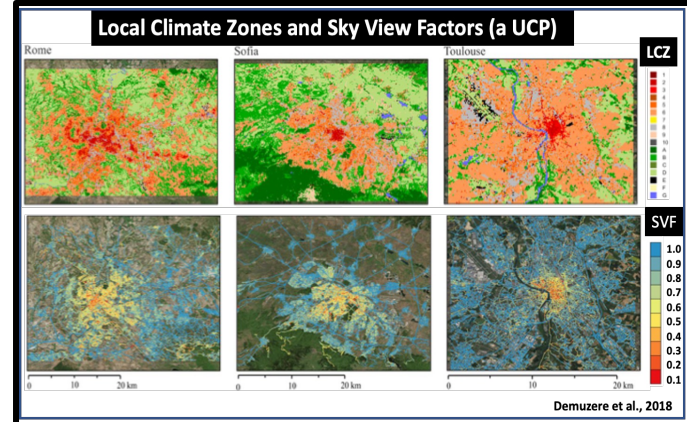 Local Climate Zones and Sky View Factors (a UCP)
Rome
Sofia
Toulouse
LCZ
1
2
3
4
5
6
7
8
9
10
A
B
C
D
E
F
G
SVF
1.0
0.9
0.8
0.7
0.6
0.5
0.4
0.3
0.2
0.1
0 10 20 km
0 10 20 km
0 10 20 km
Demuzere et al., 2018